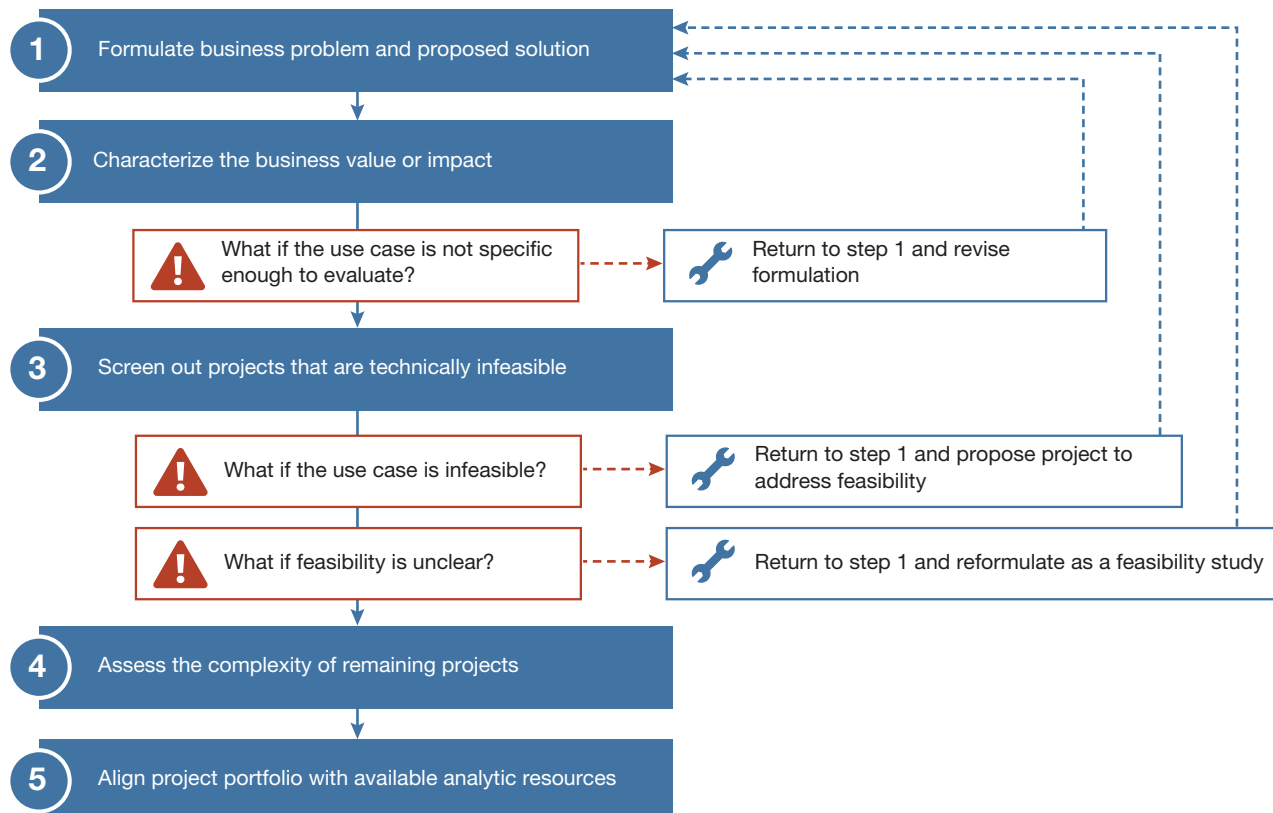 1
Formulate business problem and proposed solution
2
Characterize the business value or impact
What if the use case is not specific
enough to evaluate?
Return to step 1 and revise
formulation
3
Screen out projects that are technically infeasible
What if the use case is infeasible?
Return to step 1 and propose project to
address feasibility
What if feasibility is unclear?
Return to step 1 and reformulate as a feasibility study
4
Assess the complexity of remaining projects
5
Align project portfolio with available analytic resources